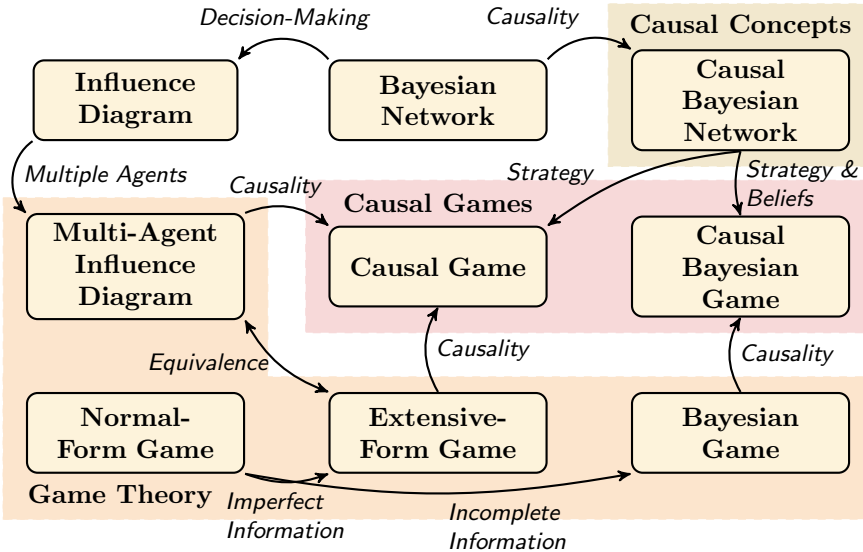 Decision-Making
Causality
Causal Concepts
Influence
Diagram
Bayesian
Network
Causal
Bayesian
Network
Multiple Agents
Causality
Strategy
Strategy &
Beliefs
Causal Games
Multi-Agent
Influence
Diagram
Causal Game
Causal
Bayesian
Game
Equivalence
Causality
Causality
Normal-
Form Game
Extensive-
Form Game
Bayesian
Game
Game Theory
Imperfect
Information
Incomplete
Information